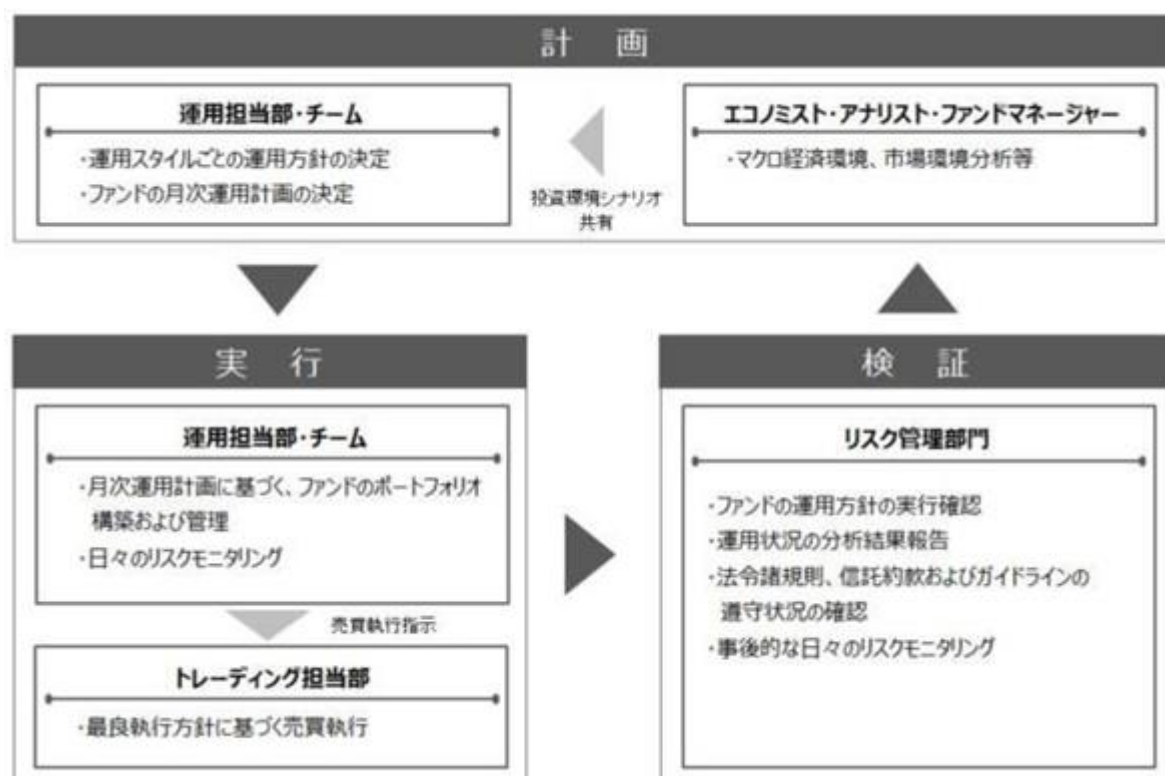 計 画
運用担当部・チーム
・運用スタイルごとの運用方針の決定
・ファンドの月次運用計画の決定
投資環境シナリオ
共有
エコノミスト・アナリスト・ファンドマネージャー
・マクロ経済環境、市場環境分析等
実 行
運用担当部・チーム
・月次運用計画に基づく、ファンドのポートフォリオ
構築および管理
・日々のリスクモニタリング
売買執行指示
トレーディング担当部
・最良執行方針に基づく売買執行
検 証
リスク管理部門
・ファンドの運用方針の実行確認
・運用状況の分析結果報告
・法令諸規則、信託約款およびガイドラインの
遵守状況の確認
・事後的な日々のリスクモニタリング